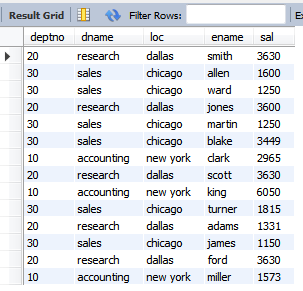 Result Grid Filter Rows: Ex
deptno dname loc ename sal
20 research dallas smith 3630
30 sales chicago allen 1600
30 sales chicago ward 1250
20 research dallas jones 3600
30 sales chicago martin 1250
30 sales chicago blake 3449
10 accounting new york clark 2965
20 research dallas scott 3630
10 accounting new york king 6050
30 sales chicago turner 1815
20 research dallas adams 1331
30 sales chicago james 1150
20 research dallas ford 3630
10 accounting new york miller 1573